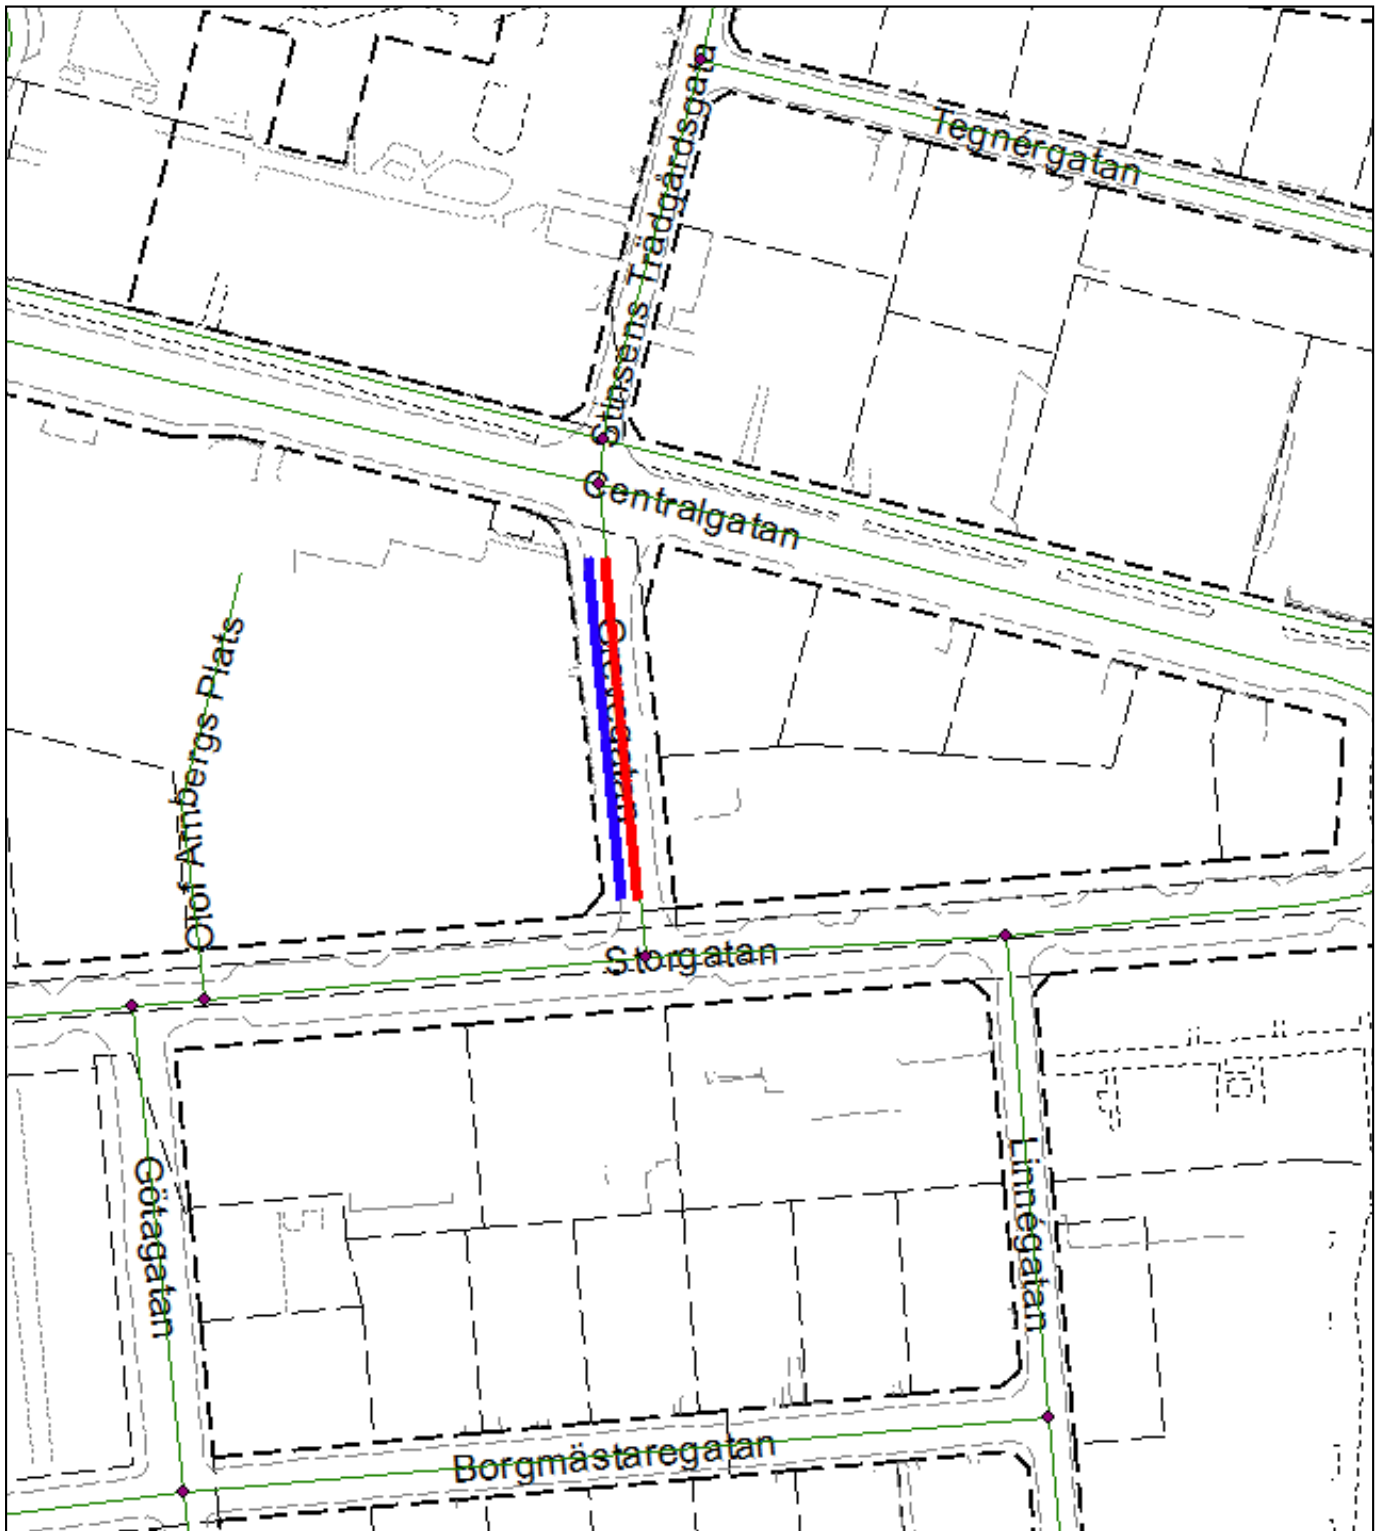 Tegnérgatan
Stinsens Trädgårdsgata
Centralgatan
Olof Arnbergs Plats
Storgatan
Götagatan
Linnégatan
Borgmästaregatan